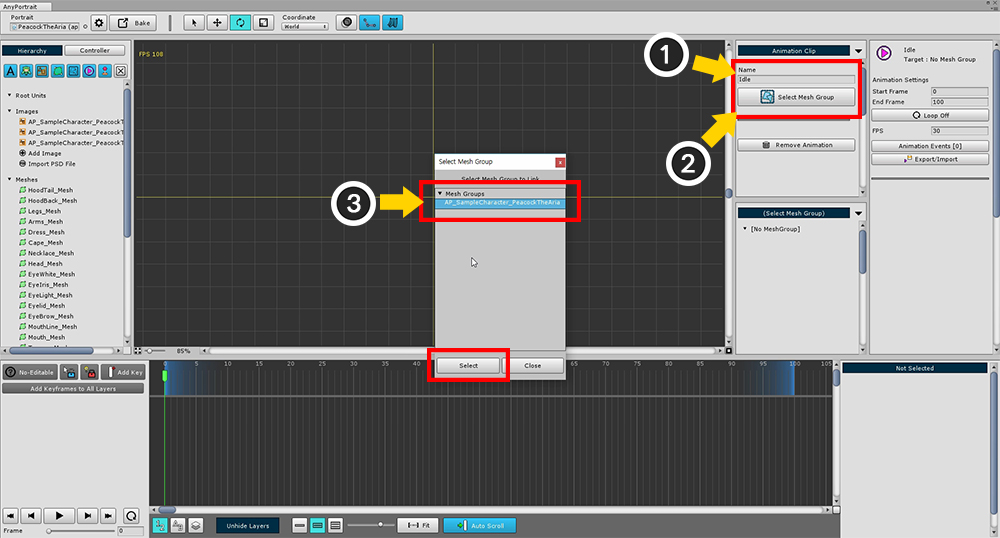 AnyPortrait
Portrait
PeacockTheAria (ap
Bake
Coordinate
World
Hierarchy
Controller
Root Units
Images
AP_SampleCharacter_PeacockT
AP_SampleCharacter_PeacockT
AP_SampleCharacter_PeacockT
Add Image
Import PSD File
Meshes
HoodTail_Mesh
HoodBack_Mesh
Legs_Mesh
Arms_Mesh
Dress_Mesh
Cape_Mesh
Necklace_Mesh
Head_Mesh
EyeWhite_Mesh
EyeIris_Mesh
EyeLight_Mesh
Eyelid_Mesh
EyeBrow_Mesh
MouthLine_Mesh
Mouth_Mesh
FPS 108
85%
1
2
3
Select Mesh Group
x
Select Mesh Group to Link
Mesh Groups
AP_SampleCharacter_PeacockTheAria
Select
Close
Animation Clip
Name
Idle
Select Mesh Group
Remove Animation
(Select Mesh Group)
[No MeshGroup]
Idle
Target : No Mesh Group
Animation Settings
Start Frame 0
End Frame 100
Loop Off
FPS 30
Animation Events [0]
Export/Import
No-Editable
Add Key
Add Keyframes to All Layers
0 5 10 15 20 25 30 35 40 45 50 55 60 65 70 75 80 85 90 95 100 105
Not Selected
Frame 0
Unhide Layers
Fit
Auto Scroll